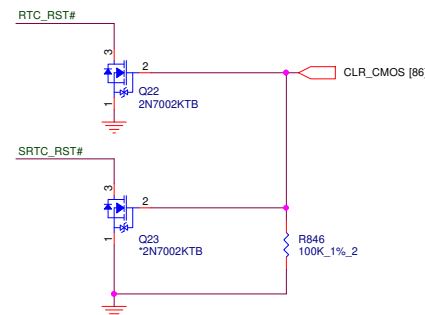 RTC_RST#
3
2
CLR_CMOS [86]
Q22
2N7002KTB
1
SRTC_RST#
3
2
Q23
*2N7002KTB
1
R846
100K_1%_2